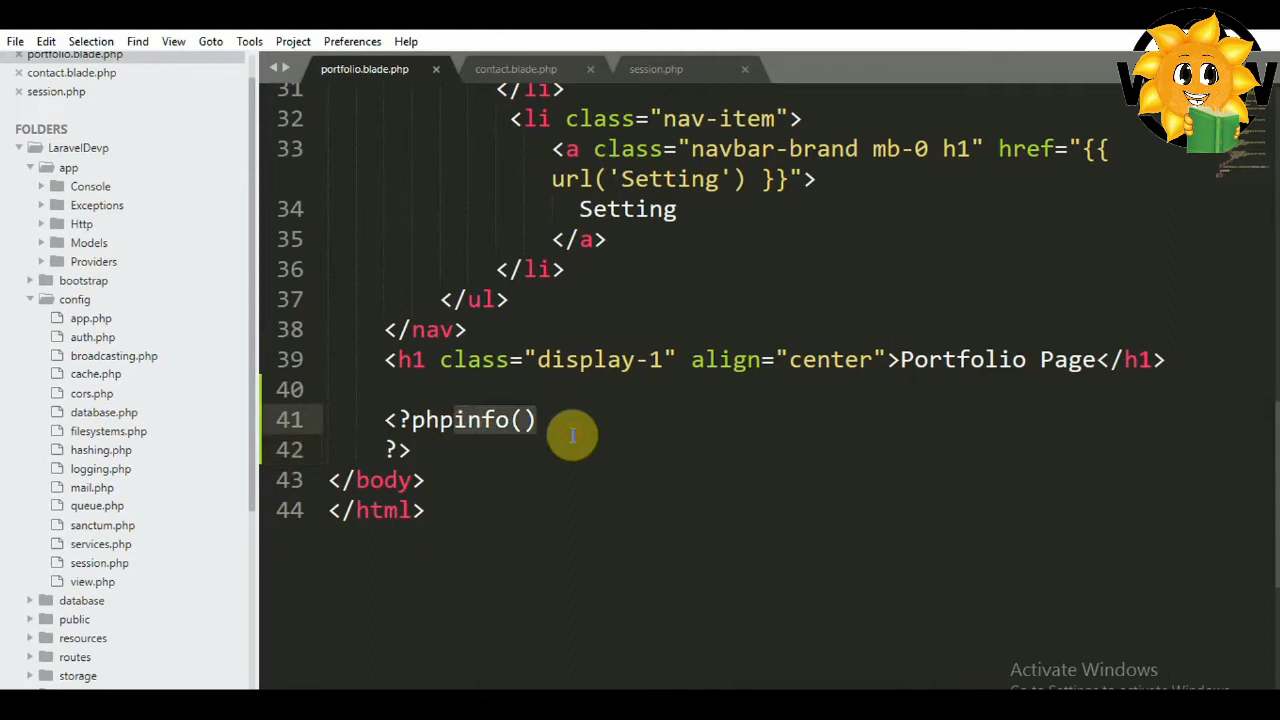 File Edit Selection Find View Goto Tools Project Preferences Help
portfolio.blade.php
contact.blade.php
session.php
FOLDERS
LaravelDevp
app
Console
Exceptions
Http
Models
Providers
bootstrap
config
app.php
auth.php
broadcasting.php
cache.php
cors.php
database.php
filesystems.php
hashing.php
logging.php
mail.php
queue.php
sanctum.php
services.php
session.php
view.php
database
public
resources
routes
storage
portfolio.blade.php contact.blade.php session.php
31 </li>
32 <li class="nav-item">
33 <a class="navbar-brand mb-0 h1" href="{{
url('Setting') }}">
34 Setting
35 </a>
36 </li>
37 </ul>
38 </nav>
39 <h1 class="display-1" align="center">Portfolio Page</h1>
40
41 <?phpinfo()
42 ?>
43 </body>
44 </html>
Activate Windows
Go to Settings to activate Windows.